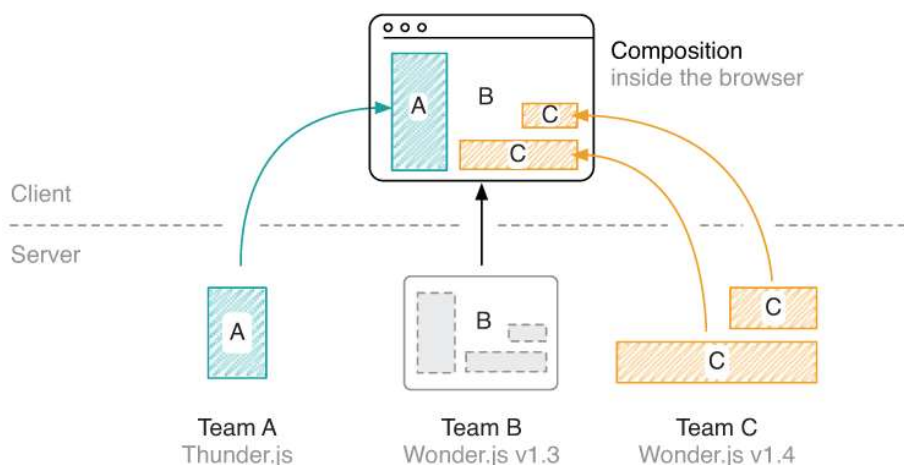 Composition
inside the browser
A
B
C
C
Client
Server
A
B
C
C
Team A
Thunder.js
Team B
Wonder.js v1.3
Team C
Wonder.js v1.4